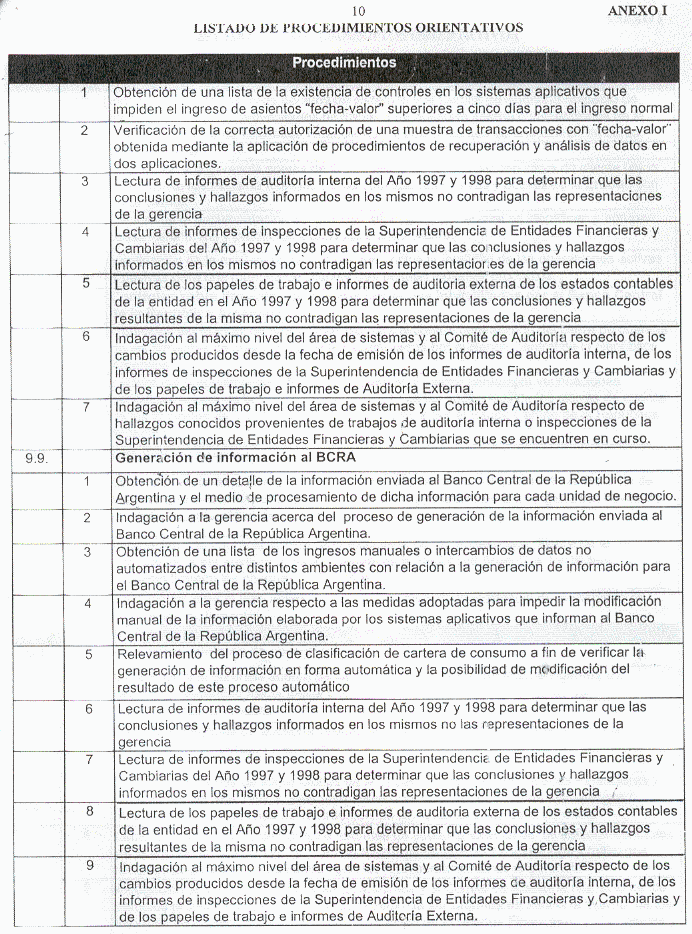 10
ANEXO I
LISTADO DE PROCEDIMIENTOS ORIENTATIVOS
Procedimientos
1 Obtención de una lista de la existencia de controles en los sistemas aplicativos que
impiden el ingreso de asientos "fecha-valor" superiores a cinco días para el ingreso normal
2 Verificación de la correcta autorización de una muestra de transacciones con "fecha-valor"
obtenida mediante la aplicación de procedimientos de recuperación y análisis de datos en
dos aplicaciones.
3 Lectura de informes de auditoría interna del Año 1997 y 1998 para determinar que las
conclusiones y hallazgos informados en los mismos no contradigan las representaciones
de la gerencia
4 Lectura de informes de inspecciones de la Superintendencia de Entidades Financieras y
Cambiarias del Año 1997 y 1998 para determinar que las conclusiones y hallazgos
informados en los mismos no contradigan las representaciones de la gerencia
5 Lectura de los papeles de trabajo e informes de auditoria externa de los estados contables
de la entidad en el Año 1997 y 1998 para determinar que las conclusiones y hallazgos
resultantes de la misma no contradigan las representaciones de la gerencia
6 Indagación al máximo nivel del área de sistemas y al Comité de Auditoría respecto de los
cambios producidos desde la fecha de emisión de los informes de auditoría interna, de los
informes de inspecciones de la Superintendencia de Entidades Financieras y Cambiarias y
de los papeles de trabajo e informes de Auditoría Externa.
7 Indagación al máximo nivel del área de sistemas y al Comité de Auditoría respecto de
hallazgos conocidos provenientes de trabajos de auditoría interna o inspecciones de la
Superintendencia de Entidades Financieras y Cambiarias que se encuentren en curso.
9.9. Generación de información al BCRA
1 Obtención de un detalle de la información enviada al Banco Central de la República
Argentina y el medio de procesamiento de dicha información para cada unidad de negocio.
2 Indagación a la gerencia acerca del proceso de generación de la información enviada al
Banco Central de la República Argentina.
3 Obtención de una lista de los ingresos manuales o intercambios de datos no
automatizados entre distintos ambientes con relación a la generación de información para
el Banco Central de la República Argentina.
4 Indagación a la gerencia respecto a las medidas adoptadas para impedir la modificación
manual de la información elaborada por los sistemas aplicativos que informan al Banco
Central de la República Argentina.
5 Relevamiento del proceso de clasificación de cartera de consumo a fin de verificar la
generación de información en forma automática y la posibilidad de modificación del
resultado de este proceso automático
6 Lectura de informes de auditoría interna del Año 1997 y 1998 para determinar que las
conclusiones y hallazgos informados en los mismos no las representaciones de la
gerencia
7 Lectura de informes de inspecciones de la Superintendencia de Entidades Financieras y
Cambiarias del Año 1997 y 1998 para determinar que las conclusiones y hallazgos
informados en los mismos no contradigan las representaciones de la gerencia
8 Lectura de los papeles de trabajo e informes de auditoria externa de los estados contables
de la entidad en el Año 1997 y 1998 para determinar que las conclusiones y hallazgos
resultantes de la misma no contradigan las representaciones de la gerencia
9 Indagación al máximo nivel del área de sistemas y al Comité de Auditoría respecto de los
cambios producidos desde la fecha de emisión de los informes de auditoría interna, de los
informes de inspecciones de la Superintendencia de Entidades Financieras y Cambiarias y
de los papeles de trabajo e informes de Auditoría Externa.